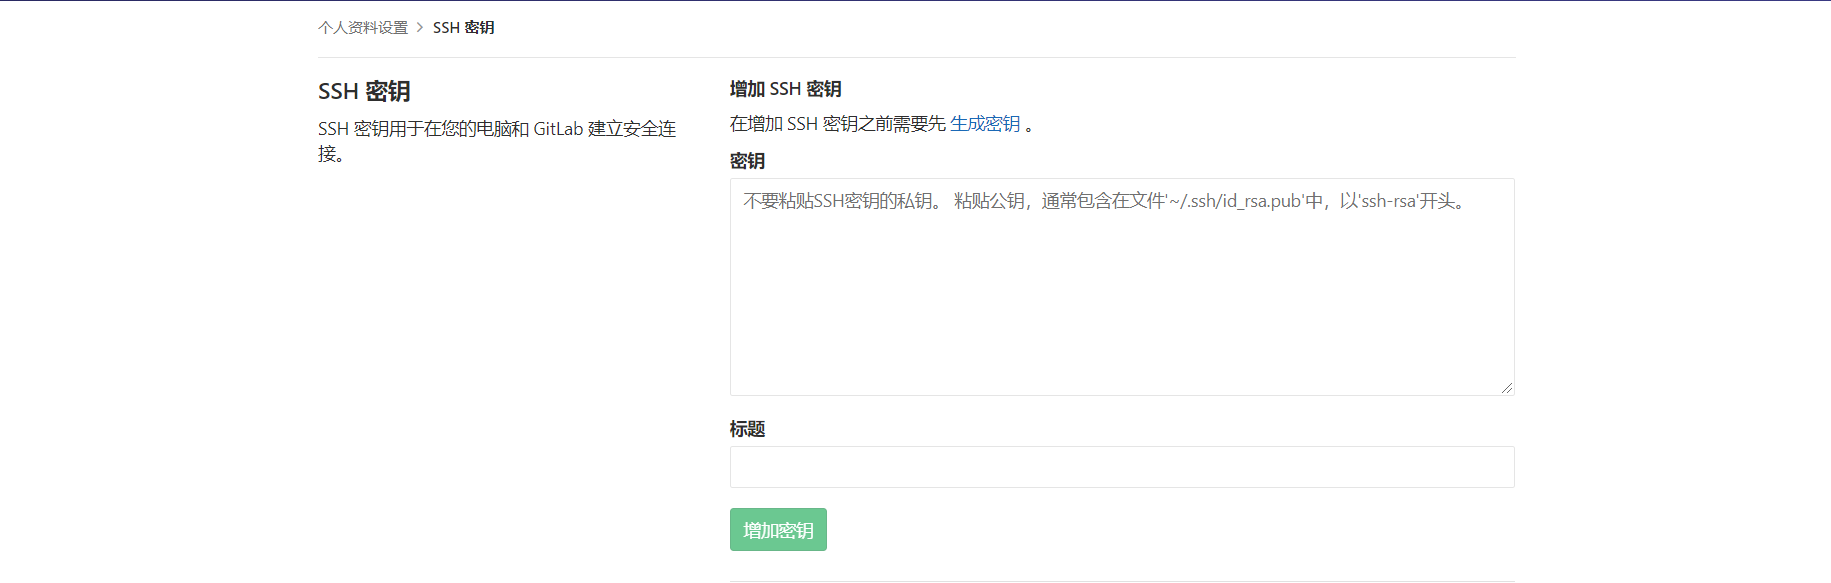 个人资料设置 > SSH 密钥
SSH 密钥
SSH 密钥用于在您的电脑和 GitLab 建立安全连
接。
增加 SSH 密钥
在增加 SSH 密钥之前需要先 生成密钥 。
密钥
不要粘贴SSH密钥的私钥。 粘贴公钥，通常包含在文件'~/.ssh/id_rsa.pub'中，以'ssh-rsa'开头。
标题
增加密钥